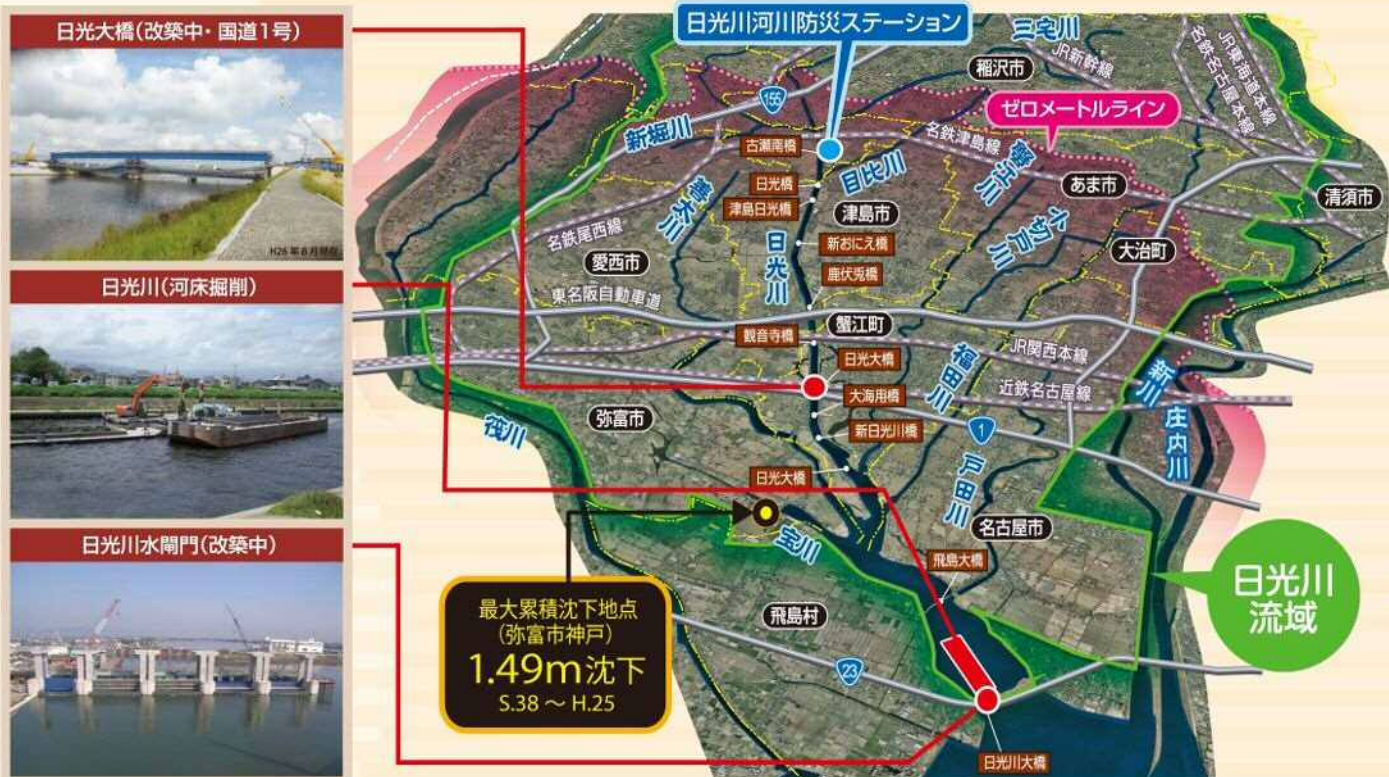 日光大橋(改築中・国道1号)
H26年8月現在
日光川(河床掘削)
日光川水閘門(改築中)
日光川河川防災ステーション
三宅川
JR新幹線
稲沢市
名鉄名古屋本線
JR東海道本線
155
新堀川
ゼロメートルライン
古瀬南橋
名鉄津島線
蟹江川
目比川
あま市
清須市
日光橋
津島日光橋
津島市
小切戸川
善太川
名鉄尾西線
愛西市
日光川
新おにえ橋
大治町
鹿伏兎橋
東名阪自動車道
蟹江町
観音寺橋
JR関西本線
日光大橋
福田川
近鉄名古屋線
新川
庄内川
大海用橋
弥富市
筏川
新日光川橋
1
戸田川
日光大橋
名古屋市
宝川
飛島大橋
最大累積沈下地点
(弥富市神戸)
1.49m沈下
S.38 ～ H.25
飛島村
23
日光川
流域
日光川大橋